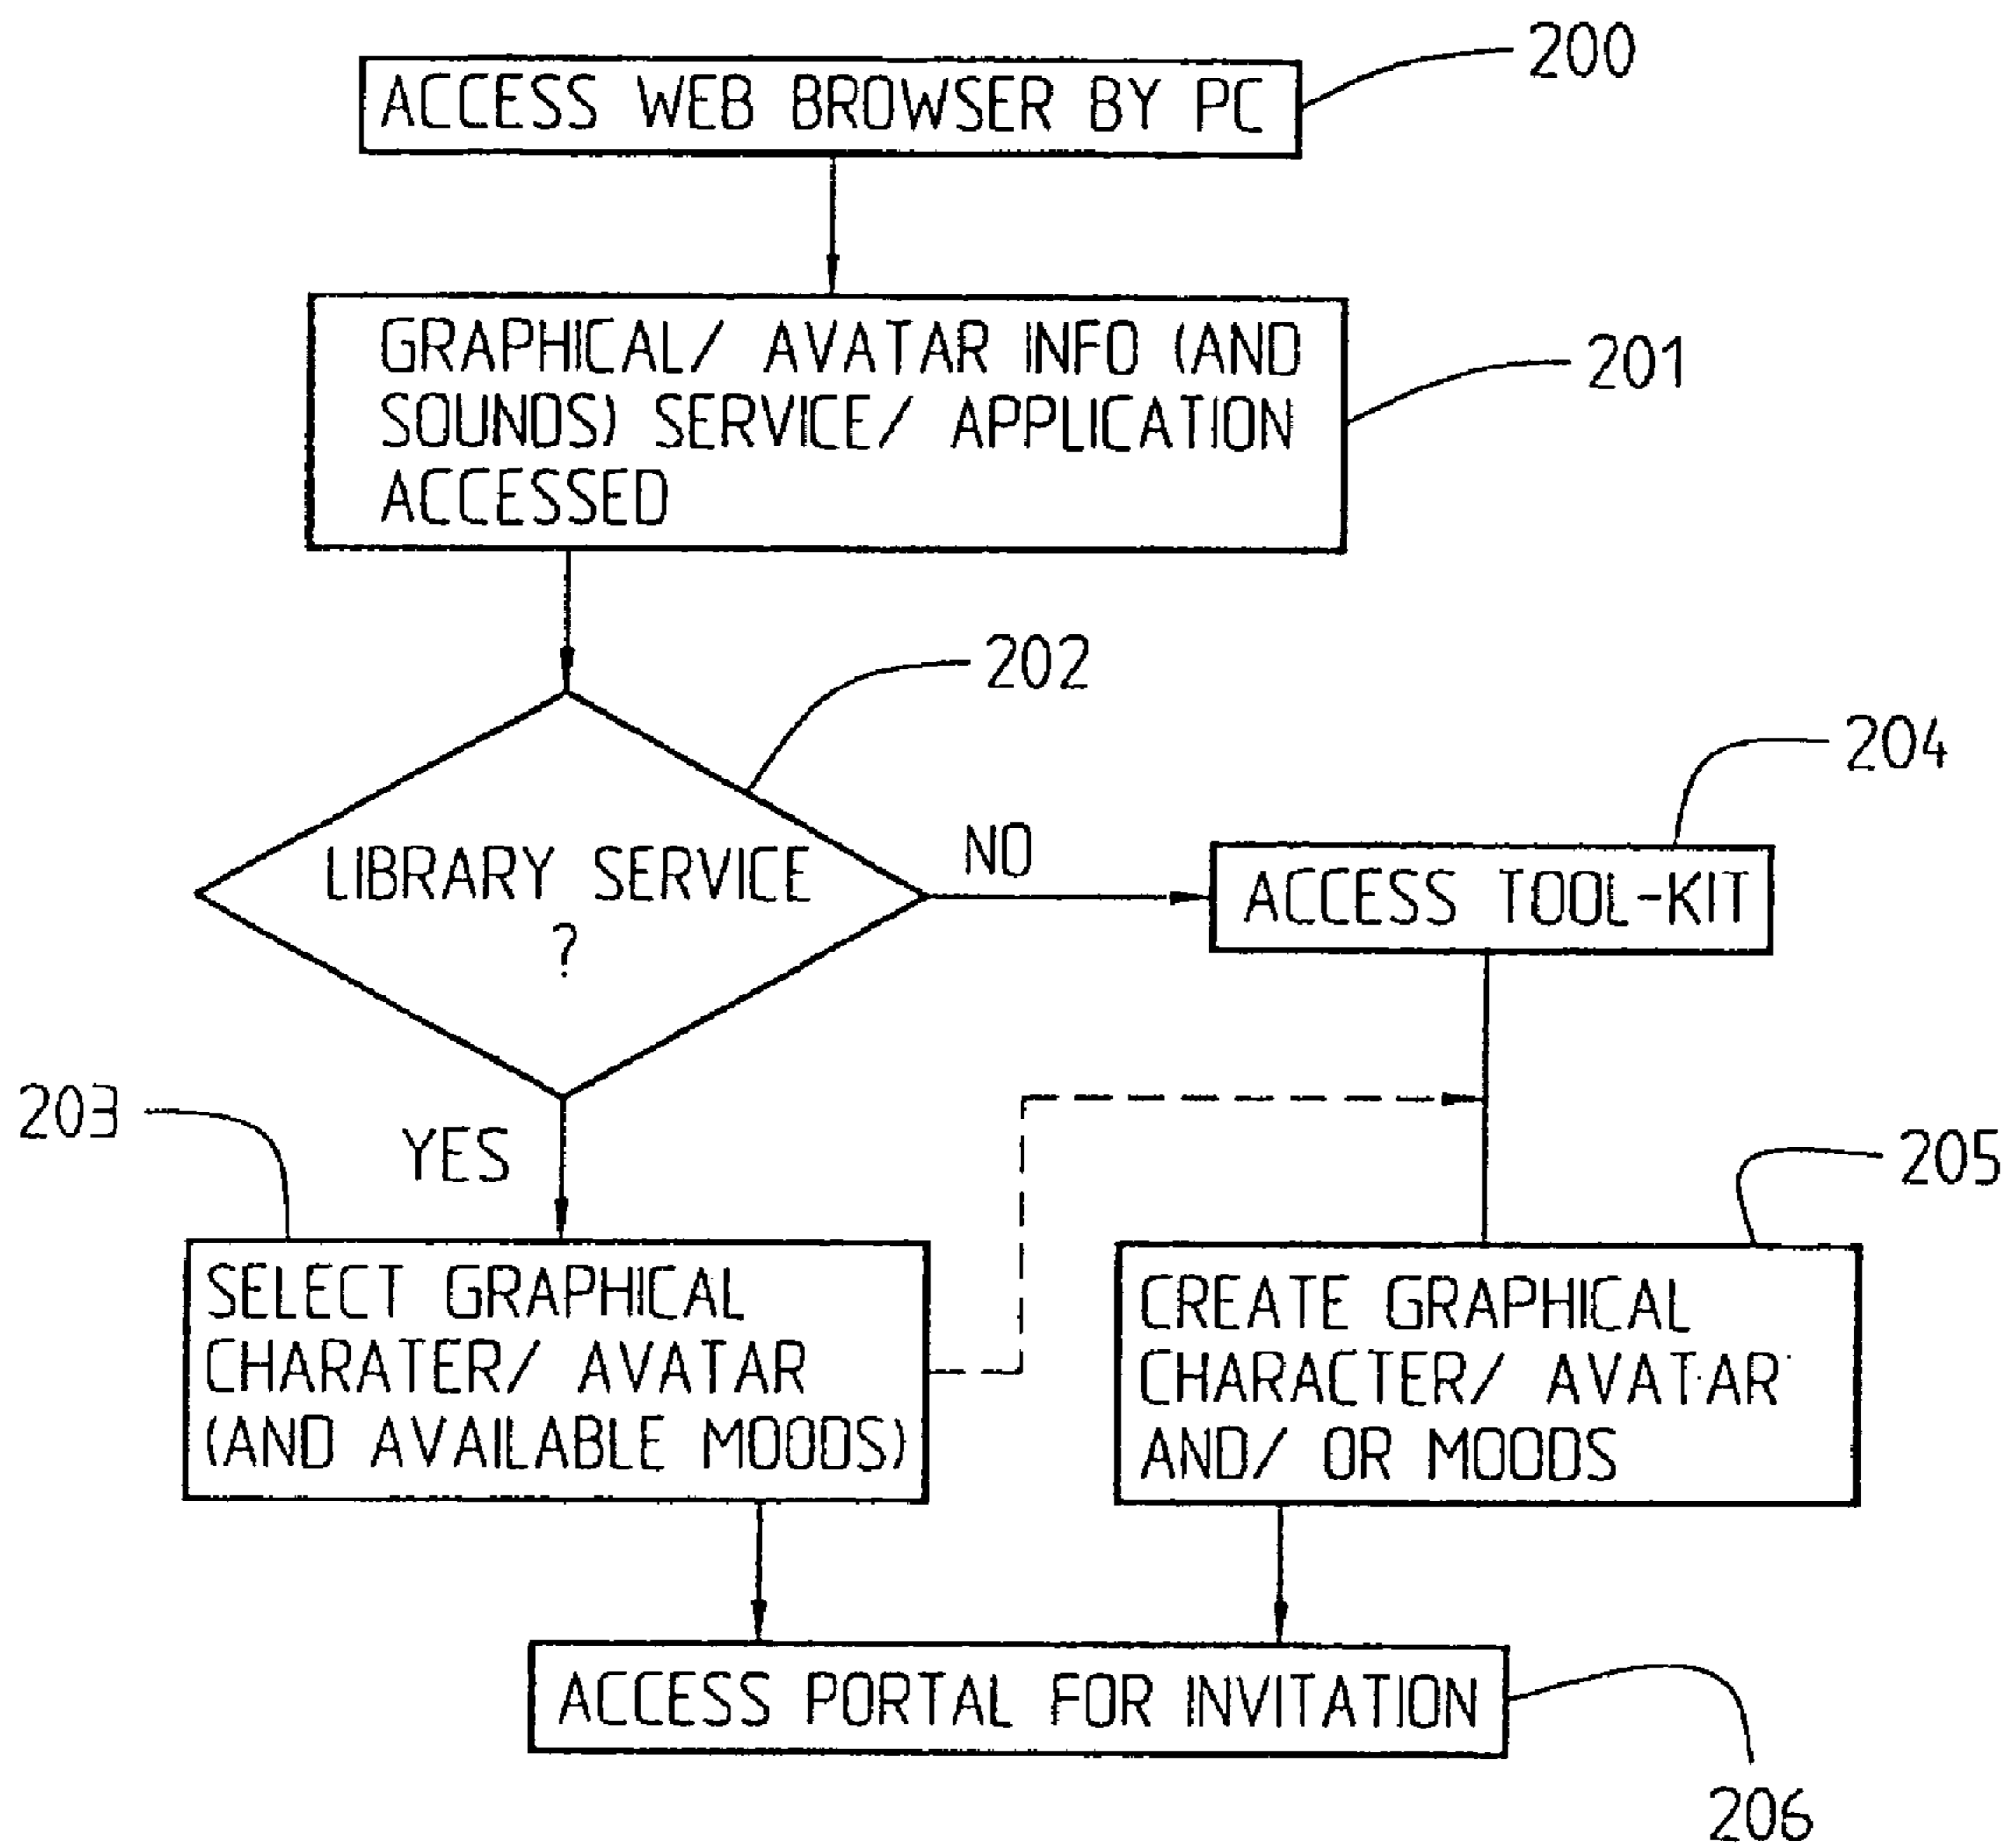 200
ACCESS WEB BROWSER BY PC
GRAPHICAL/ AVATAR INFO (AND
SOUNDS) SERVICE/ APPLICATION
ACCESSED
201
202
LIBRARY SERVICE
?
NO
204
ACCESS TOOL-KIT
203
YES
205
SELECT GRAPHICAL
CHARATER/ AVATAR
(AND AVAILABLE MOODS)
CREATE GRAPHICAL
CHARACTER/ AVATAR
AND/ OR MOODS
ACCESS PORTAL FOR INVITATION
206